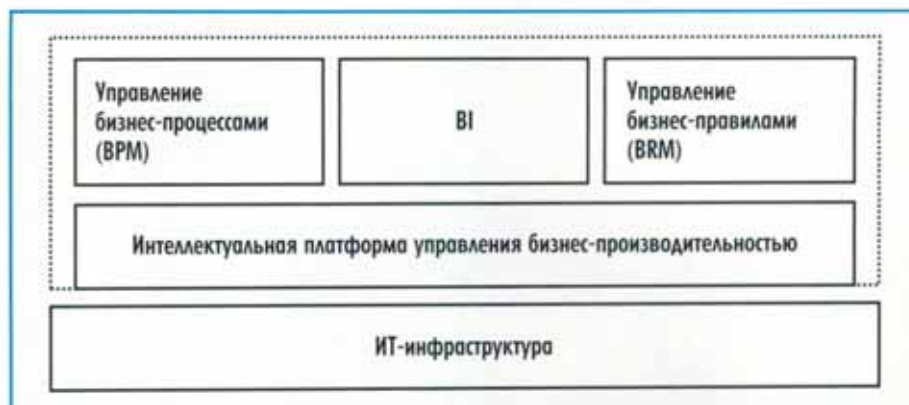 Управление
бизнес-процессами
(BPM)
BI
Управление
бизнес-правилами
(BRM)
Интеллектуальная платформа управления бизнес-производительностью
ИТ-инфраструктура